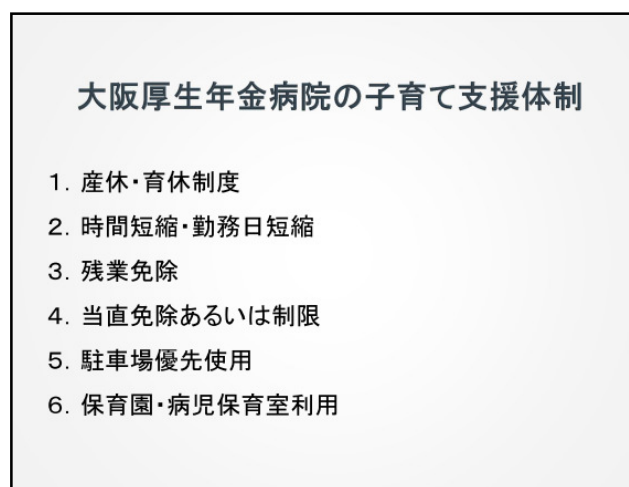 大阪厚生年金病院の子育て支援体制
1. 産休・育休制度
2. 時間短縮・勤務日短縮
3. 残業免除
4. 当直免除あるいは制限
5. 駐車場優先使用
6. 保育園・病児保育室利用